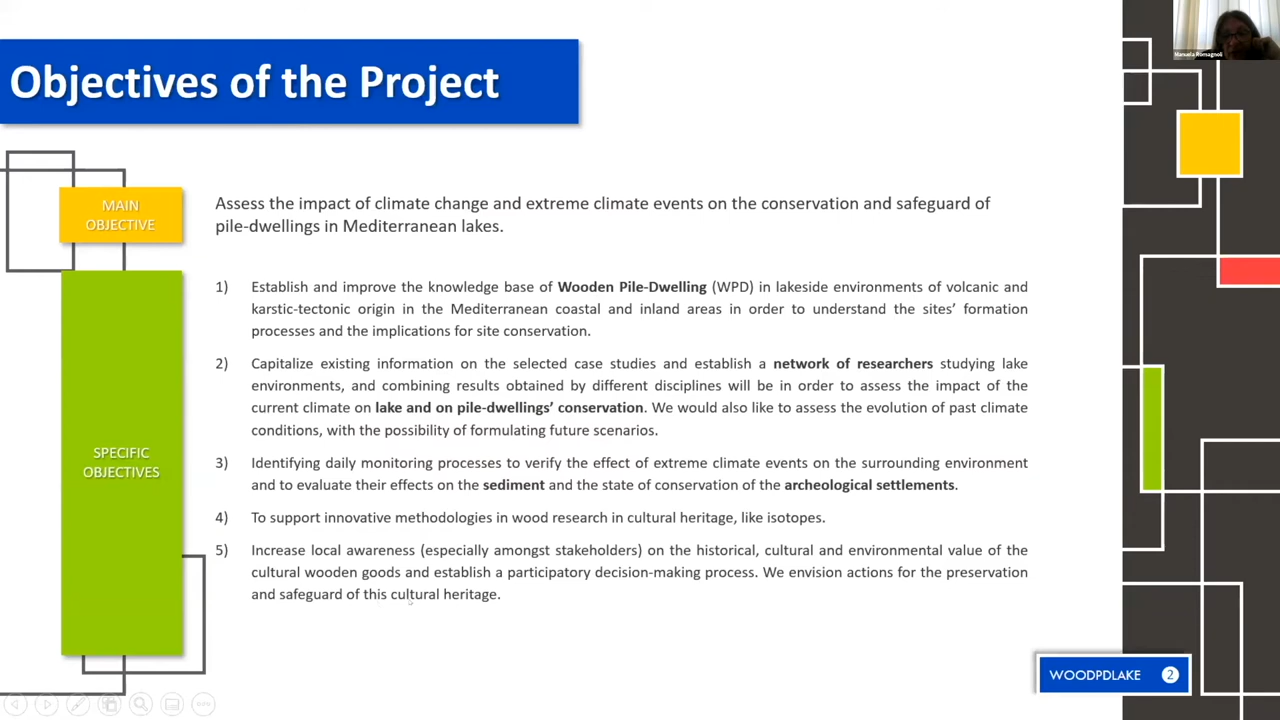 Manuela Romagnoli
Objectives of the Project
MAIN
OBJECTIVE
Assess the impact of climate change and extreme climate events on the conservation and safeguard of
pile-dwellings in Mediterranean lakes.
SPECIFIC
OBJECTIVES
1) Establish and improve the knowledge base of Wooden Pile-Dwelling (WPD) in lakeside environments of volcanic and
karstic-tectonic origin in the Mediterranean coastal and inland areas in order to understand the sites' formation
processes and the implications for site conservation.
2) Capitalize existing information on the selected case studies and establish a network of researchers studying lake
environments, and combining results obtained by different disciplines will be in order to assess the impact of the
current climate on lake and on pile-dwellings' conservation. We would also like to assess the evolution of past climate
conditions, with the possibility of formulating future scenarios.
3) Identifying daily monitoring processes to verify the effect of extreme climate events on the surrounding environment
and to evaluate their effects on the sediment and the state of conservation of the archeological settlements.
4) To support innovative methodologies in wood research in cultural heritage, like isotopes.
5) Increase local awareness (especially amongst stakeholders) on the historical, cultural and environmental value of the
cultural wooden goods and establish a participatory decision-making process. We envision actions for the preservation
and safeguard of this cultural heritage.
WOODPDLAKE 2